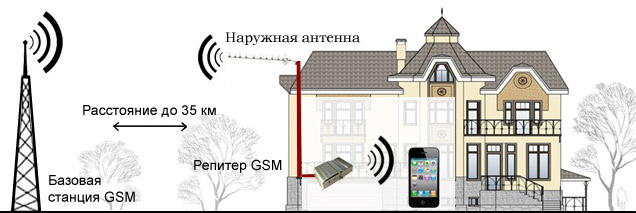 Наружная антенна
Расстояние до 35 км
Репитер GSM
Базовая
станция GSM